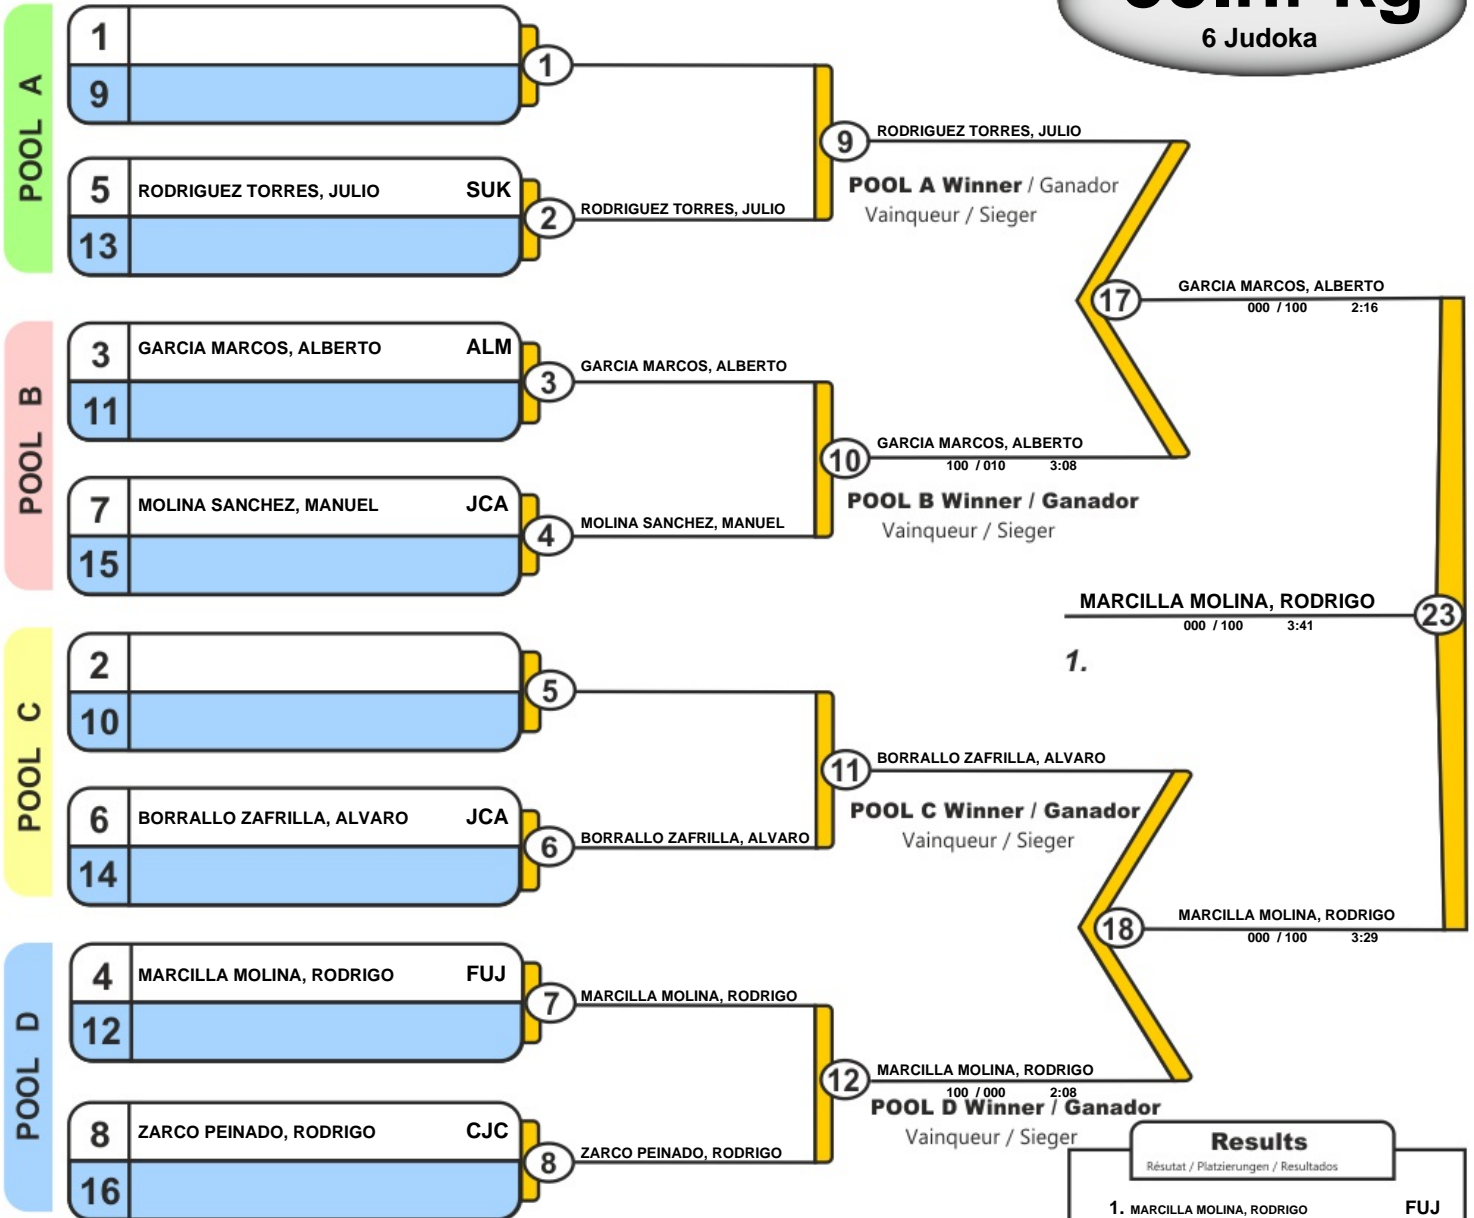 6 Judoka
POOL A
1
9
1
5 RODRIGUEZ TORRES, JULIO SUK
13
2
RODRIGUEZ TORRES, JULIO
9
RODRIGUEZ TORRES, JULIO
POOL A Winner / Ganador
Vainqueur / Sieger
POOL B
3 GARCIA MARCOS, ALBERTO ALM
11
3
GARCIA MARCOS, ALBERTO
7 MOLINA SANCHEZ, MANUEL JCA
15
4
MOLINA SANCHEZ, MANUEL
10
GARCIA MARCOS, ALBERTO
100 / 010 3:08
POOL B Winner / Ganador
Vainqueur / Sieger
17
GARCIA MARCOS, ALBERTO
000 / 100 2:16
MARCILLA MOLINA, RODRIGO
23
000 / 100 3:41
1.
POOL C
2
10
5
6 BORRALLO ZAFRILLA, ALVARO JCA
14
6
BORRALLO ZAFRILLA, ALVARO
11
BORRALLO ZAFRILLA, ALVARO
POOL C Winner / Ganador
Vainqueur / Sieger
POOL D
4 MARCILLA MOLINA, RODRIGO FUJ
12
7
MARCILLA MOLINA, RODRIGO
8 ZARCO PEINADO, RODRIGO CJC
16
8
ZARCO PEINADO, RODRIGO
12
MARCILLA MOLINA, RODRIGO
100 / 000 2:08
POOL D Winner / Ganador
Vainqueur / Sieger
18
MARCILLA MOLINA, RODRIGO
000 / 100 3:29
Results
Résutat / Platzierungen / Resultados
1. MARCILLA MOLINA, RODRIGO FUJ